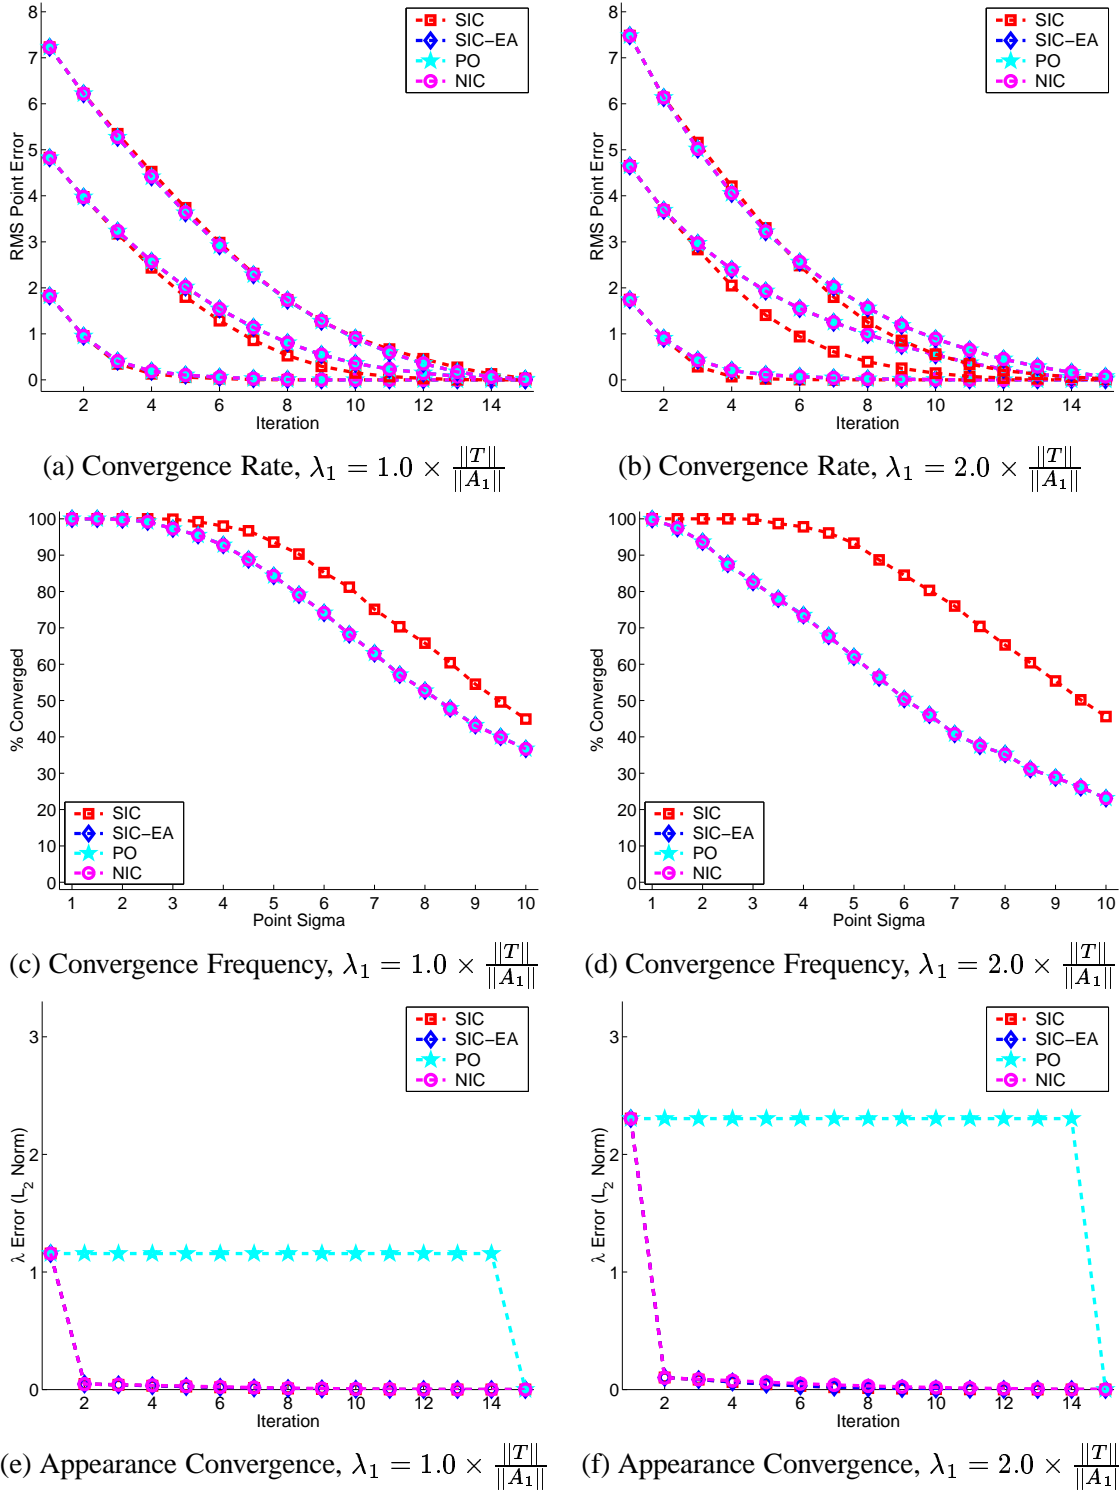 8
7
6
5
4
3
2
1
0
RMS Point Error
SIC
SIC−EA
PO
NIC
2 4 6 8 10 12 14
Iteration
(a) Convergence Rate, λ₁ = 1.0 × ||T|| / ||A₁||
8
7
6
5
4
3
2
1
0
RMS Point Error
SIC
SIC−EA
PO
NIC
2 4 6 8 10 12 14
Iteration
(b) Convergence Rate, λ₁ = 2.0 × ||T|| / ||A₁||
100
90
80
70
60
50
40
30
20
10
0
% Converged
SIC
SIC−EA
PO
NIC
1 2 3 4 5 6 7 8 9 10
Point Sigma
(c) Convergence Frequency, λ₁ = 1.0 × ||T|| / ||A₁||
100
90
80
70
60
50
40
30
20
10
0
% Converged
SIC
SIC−EA
PO
NIC
1 2 3 4 5 6 7 8 9 10
Point Sigma
(d) Convergence Frequency, λ₁ = 2.0 × ||T|| / ||A₁||
3
2
1
0
λ Error (L₂ Norm)
SIC
SIC−EA
PO
NIC
2 4 6 8 10 12 14
Iteration
(e) Appearance Convergence, λ₁ = 1.0 × ||T|| / ||A₁||
3
2
1
0
λ Error (L₂ Norm)
SIC
SIC−EA
PO
NIC
2 4 6 8 10 12 14
Iteration
(f) Appearance Convergence, λ₁ = 2.0 × ||T|| / ||A₁|